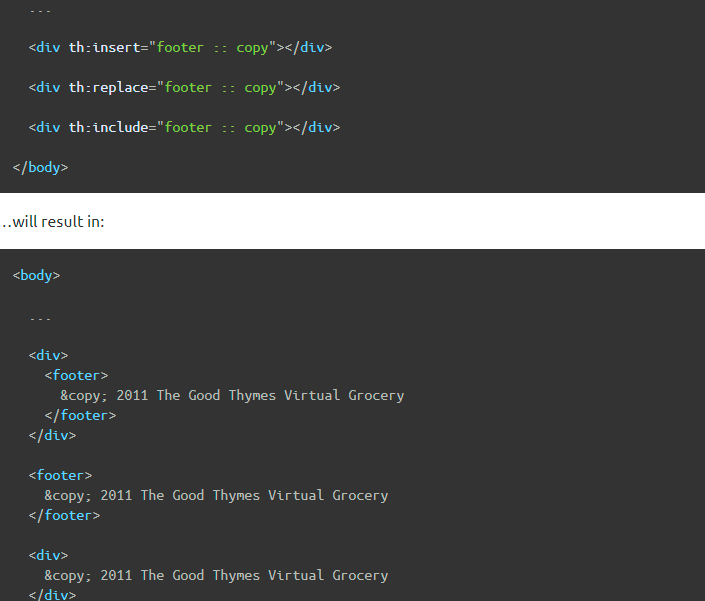 ...
<div th:insert="footer :: copy"></div>
<div th:replace="footer :: copy"></div>
<div th:include="footer :: copy"></div>
</body>
..will result in:
<body>
...
<div>
<footer>
&copy; 2011 The Good Thymes Virtual Grocery
</footer>
</div>
<footer>
&copy; 2011 The Good Thymes Virtual Grocery
</footer>
<div>
&copy; 2011 The Good Thymes Virtual Grocery
</div>